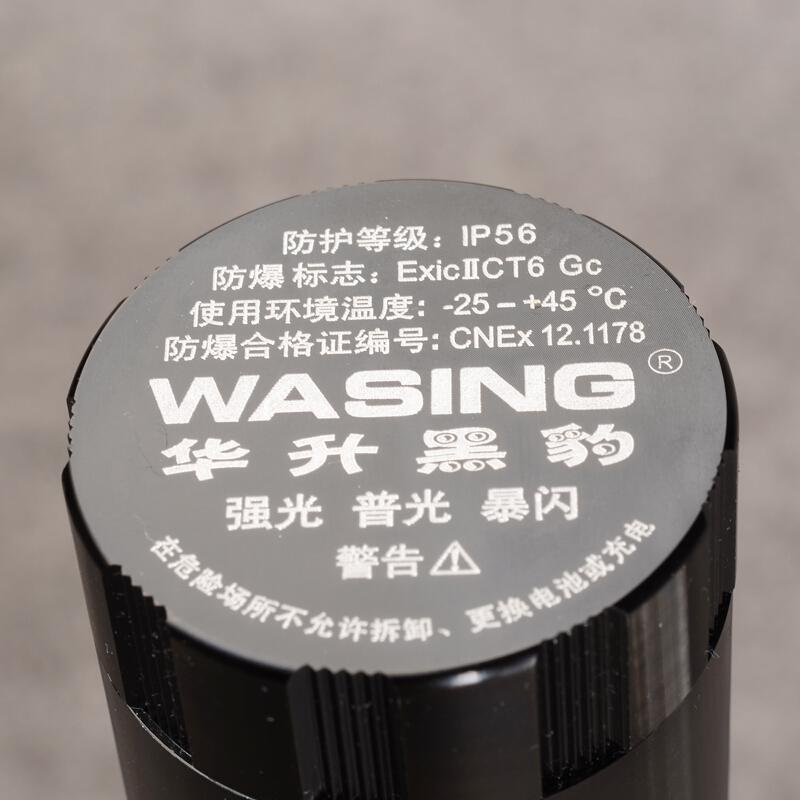 防护等级：IP56
防爆标志：ExicⅡCT6 Gc
使用环境温度：-25－+45 ℃
防爆合格证编号：CNEx 12.1178
WASING®
华升黑豹
强光 普光 暴闪
警告⚠
在危险场所不允许拆卸、更换电池或充电